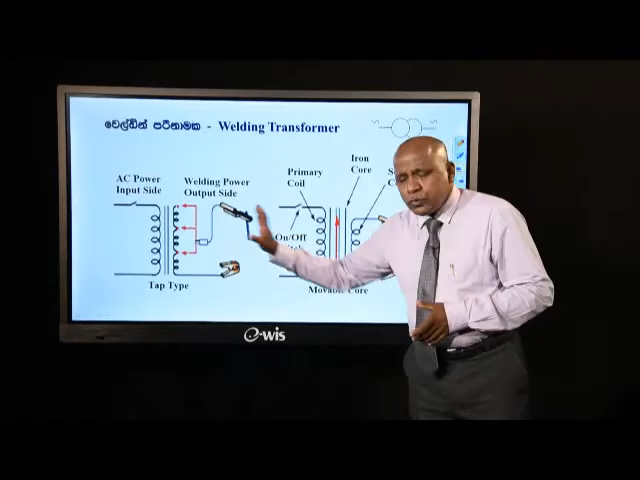 වෙල්ඩින් පරිනාමක - Welding Transformer
AC Power
Input Side
Welding Power
Output Side
Tap Type
Primary
Coil
Iron
Core
On/Off
Core
e-wis